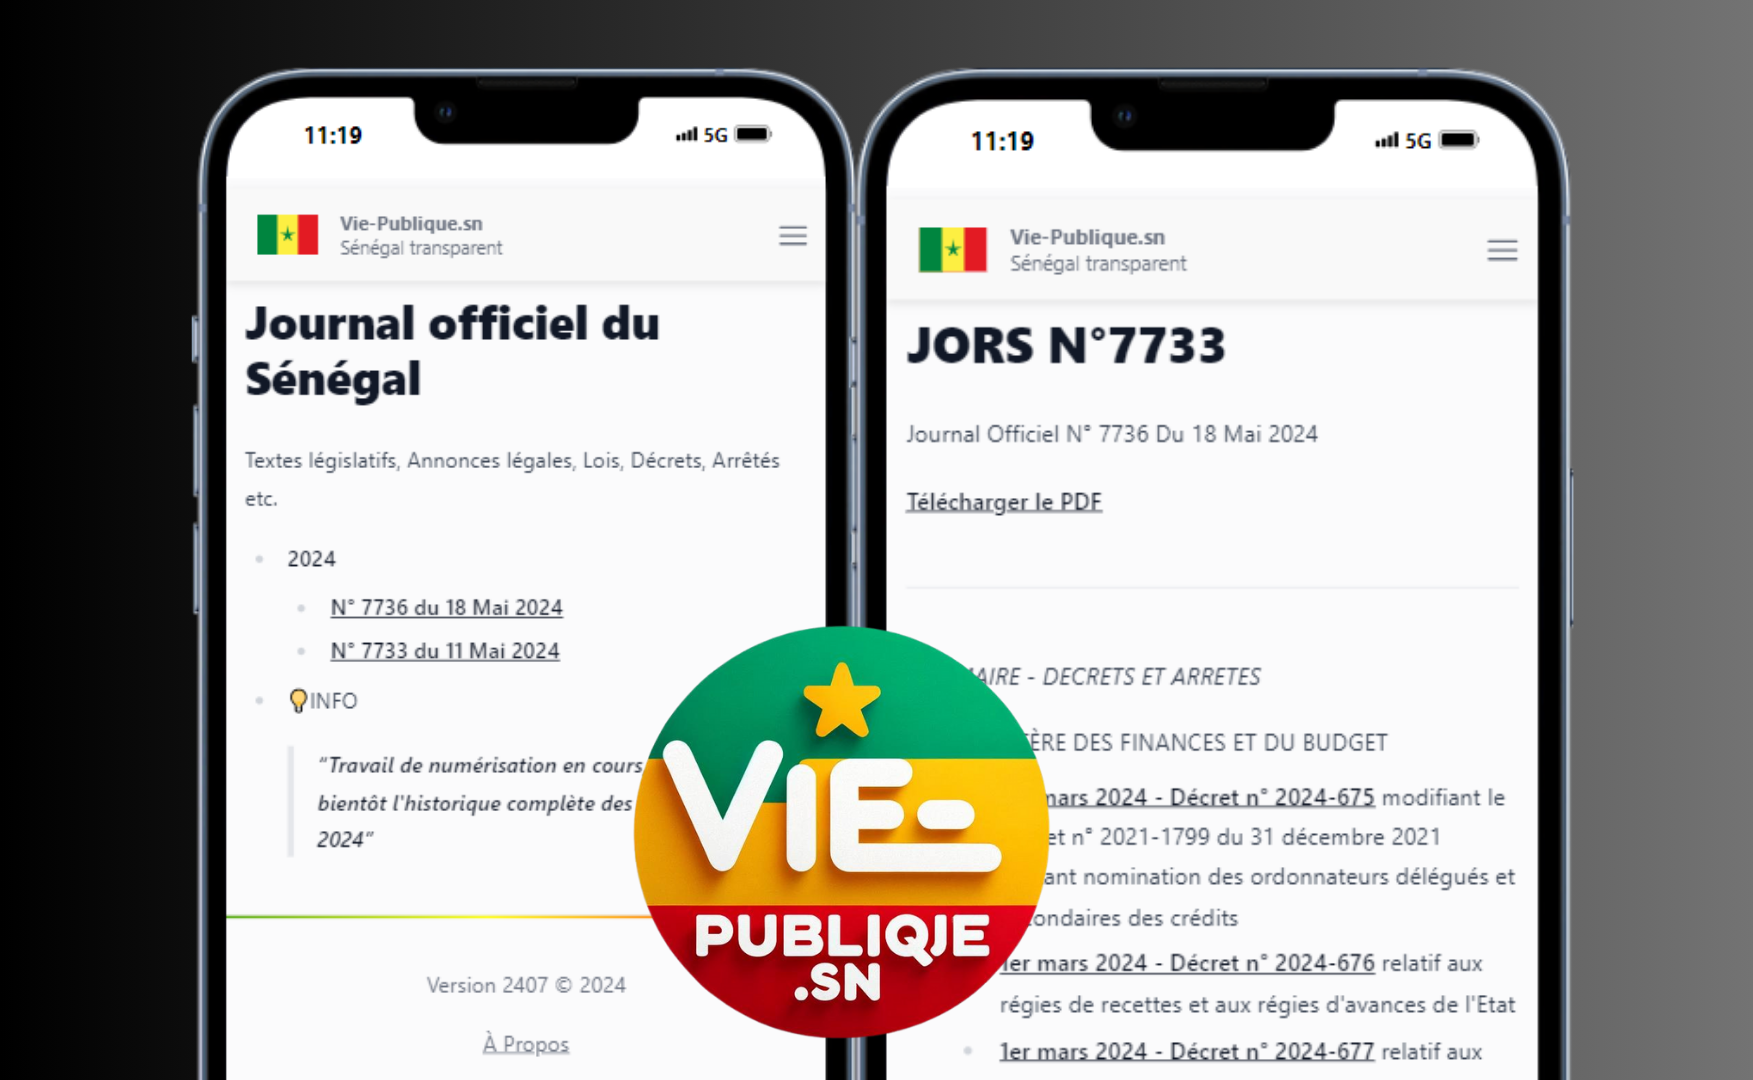 11:19
5G
Vie-Publique.sn
Sénégal transparent
Journal officiel du
Sénégal
Textes législatifs, Annonces légales, Lois, Décrets, Arrêtés
etc.
2024
N° 7736 du 18 Mai 2024
N° 7733 du 11 Mai 2024
INFO
"Travail de numérisation en cours
bientôt l'historique complète des
2024"
Version 2407 © 2024
À Propos
11:19
5G
Vie-Publique.sn
Sénégal transparent
JORS N°7733
Journal Officiel N° 7736 Du 18 Mai 2024
Télécharger le PDF
AIRE - DECRETS ET ARRETES
ÈRE DES FINANCES ET DU BUDGET
mars 2024 - Décret n° 2024-675 modifiant le
et n° 2021-1799 du 31 décembre 2021
ant nomination des ordonnateurs délégués et
ondaires des crédits
1er mars 2024 - Décret n° 2024-676 relatif aux
régies de recettes et aux régies d'avances de l'Etat
1er mars 2024 - Décret n° 2024-677 relatif aux
VIE-
PUBLIQJE
.SN